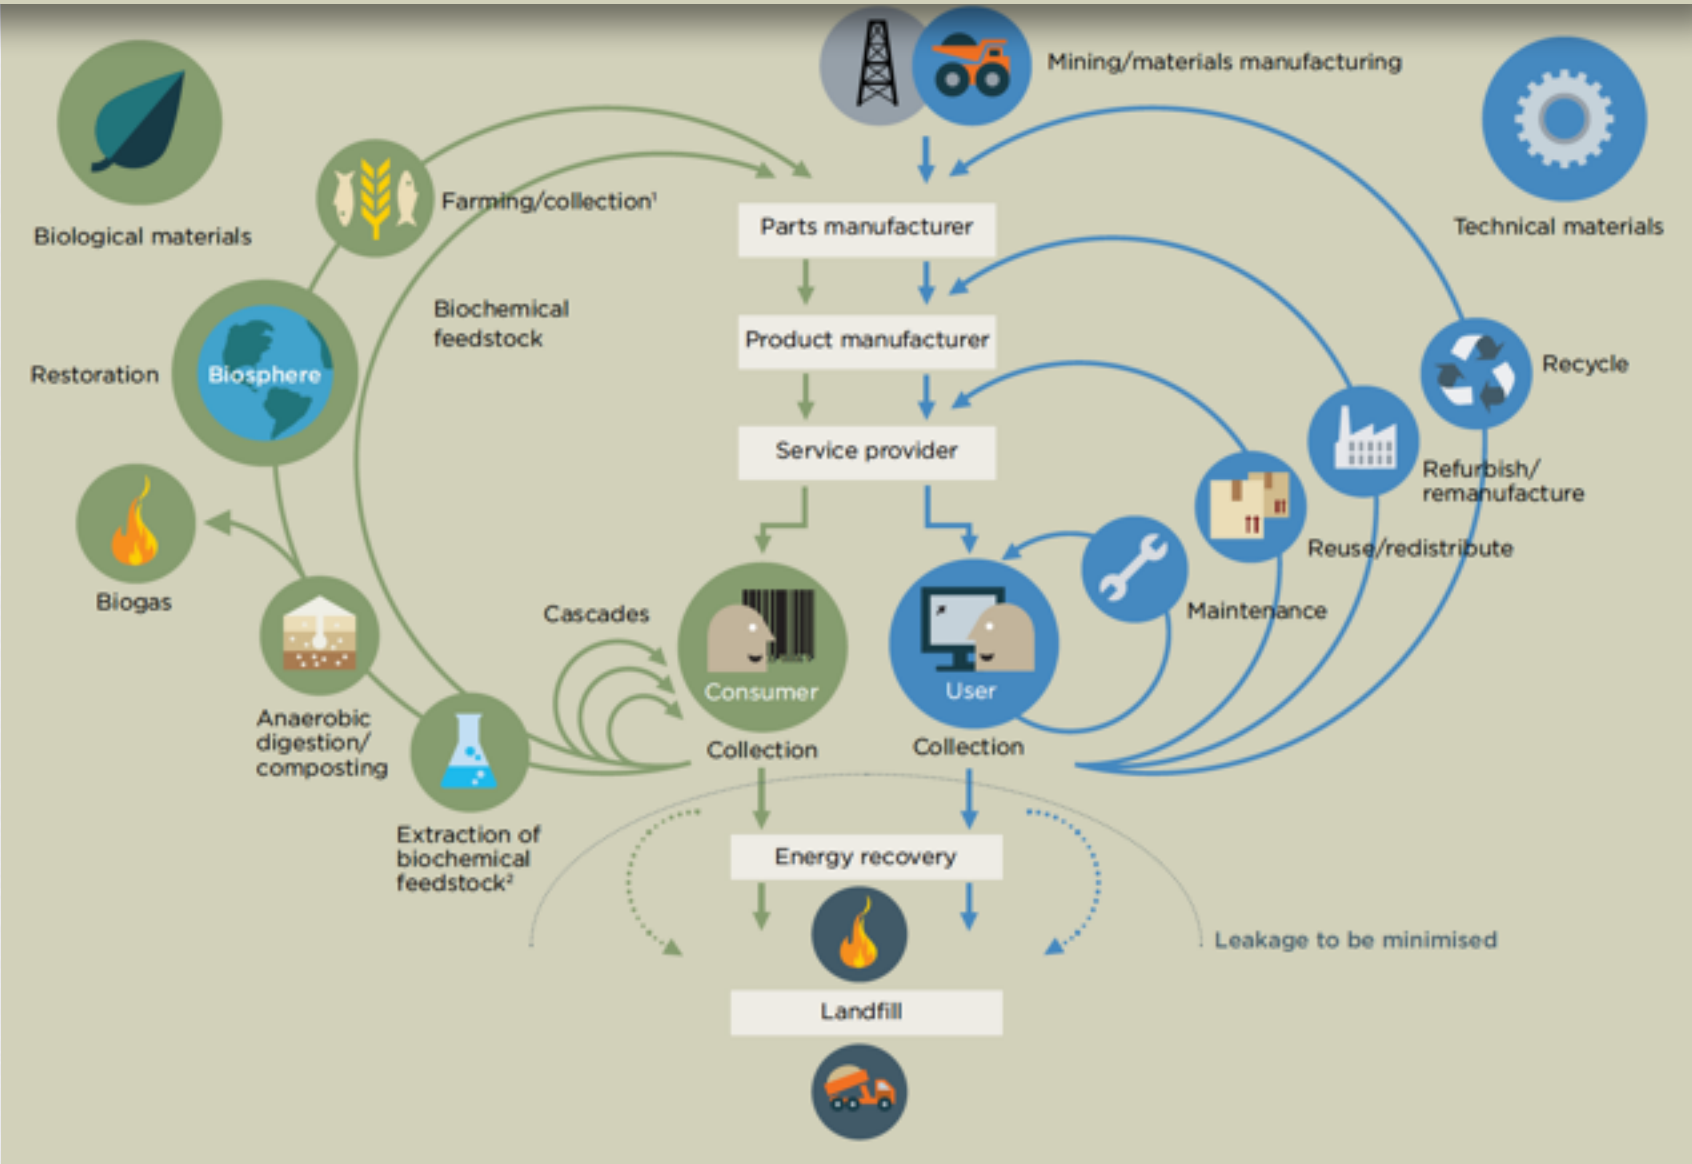 Mining/materials manufacturing
Biological materials
Technical materials
Farming/collection¹
Parts manufacturer
Biochemical
feedstock
Product manufacturer
Restoration
Biosphere
Recycle
Service provider
Refurbish/
remanufacture
Reuse/redistribute
Biogas
Cascades
Maintenance
Consumer
User
Collection
Collection
Anaerobic
digestion/
composting
Extraction of
biochemical
feedstock²
Energy recovery
Leakage to be minimised
Landfill